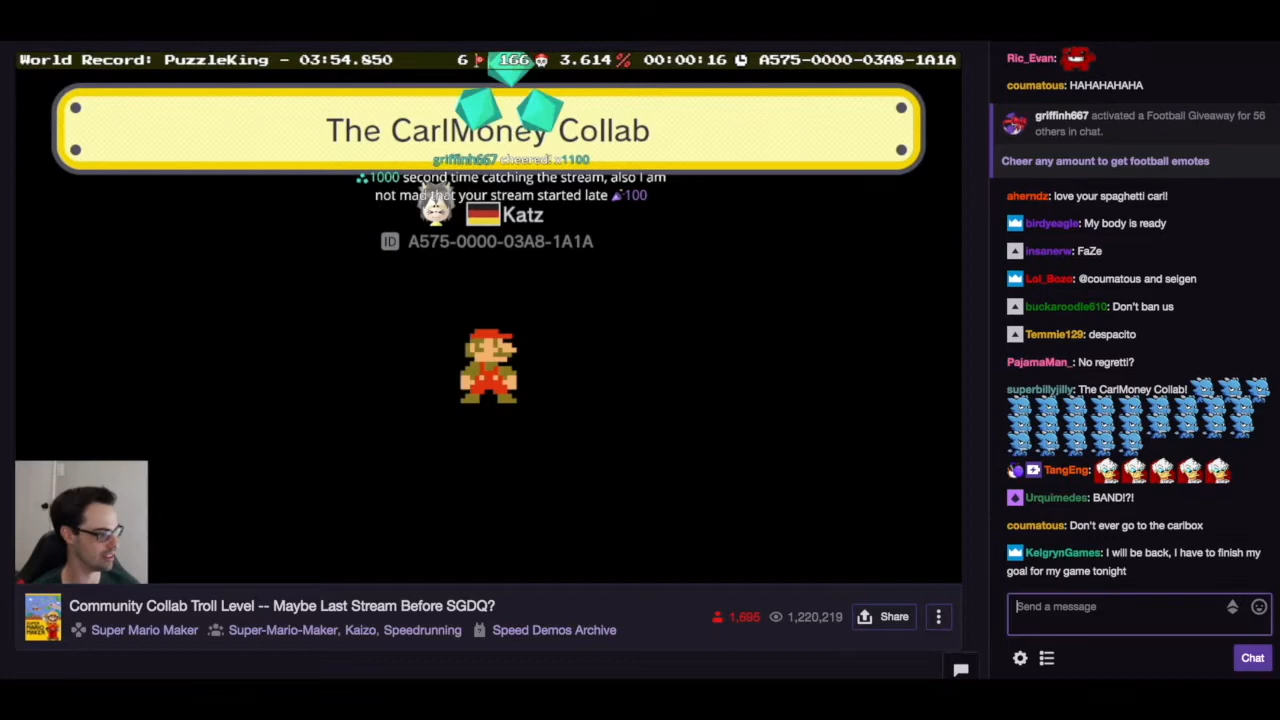 World Record: PuzzleKing - 03:54.850 6 166 3.614% 00:00:16 A575-0000-03A8-1A1A
The CarlMoney Collab
griffinh667 cheered: x1100
1000 second time catching the stream, also I am
not mad that your stream started late 100
Katz
ID A575-0000-03A8-1A1A
Community Collab Troll Level -- Maybe Last Stream Before SGDQ?
1,695 1,220,219 Share
Super Mario Maker Super-Mario-Maker, Kaizo, Speedrunning Speed Demos Archive
Ric_Evan:
coumatous: HAHAHAHAHA
griffinh667 activated a Football Giveaway for 56
others in chat.
Cheer any amount to get football emotes
aherndz: love your spaghetti carl!
birdyeagle: My body is ready
insanerw: FaZe
Lol_Bozo: @coumatous and seigen
buckaroodle610: Don't ban us
Temmie129: despacito
PajamaMan_: No regretti?
superbillyjilly: The CarlMoney Collab!
TangEng:
Urquimedes: BAND!?!
coumatous: Don't ever go to the carlbox
KelgrynGames: I will be back, I have to finish my
goal for my game tonight
Send a message
Chat